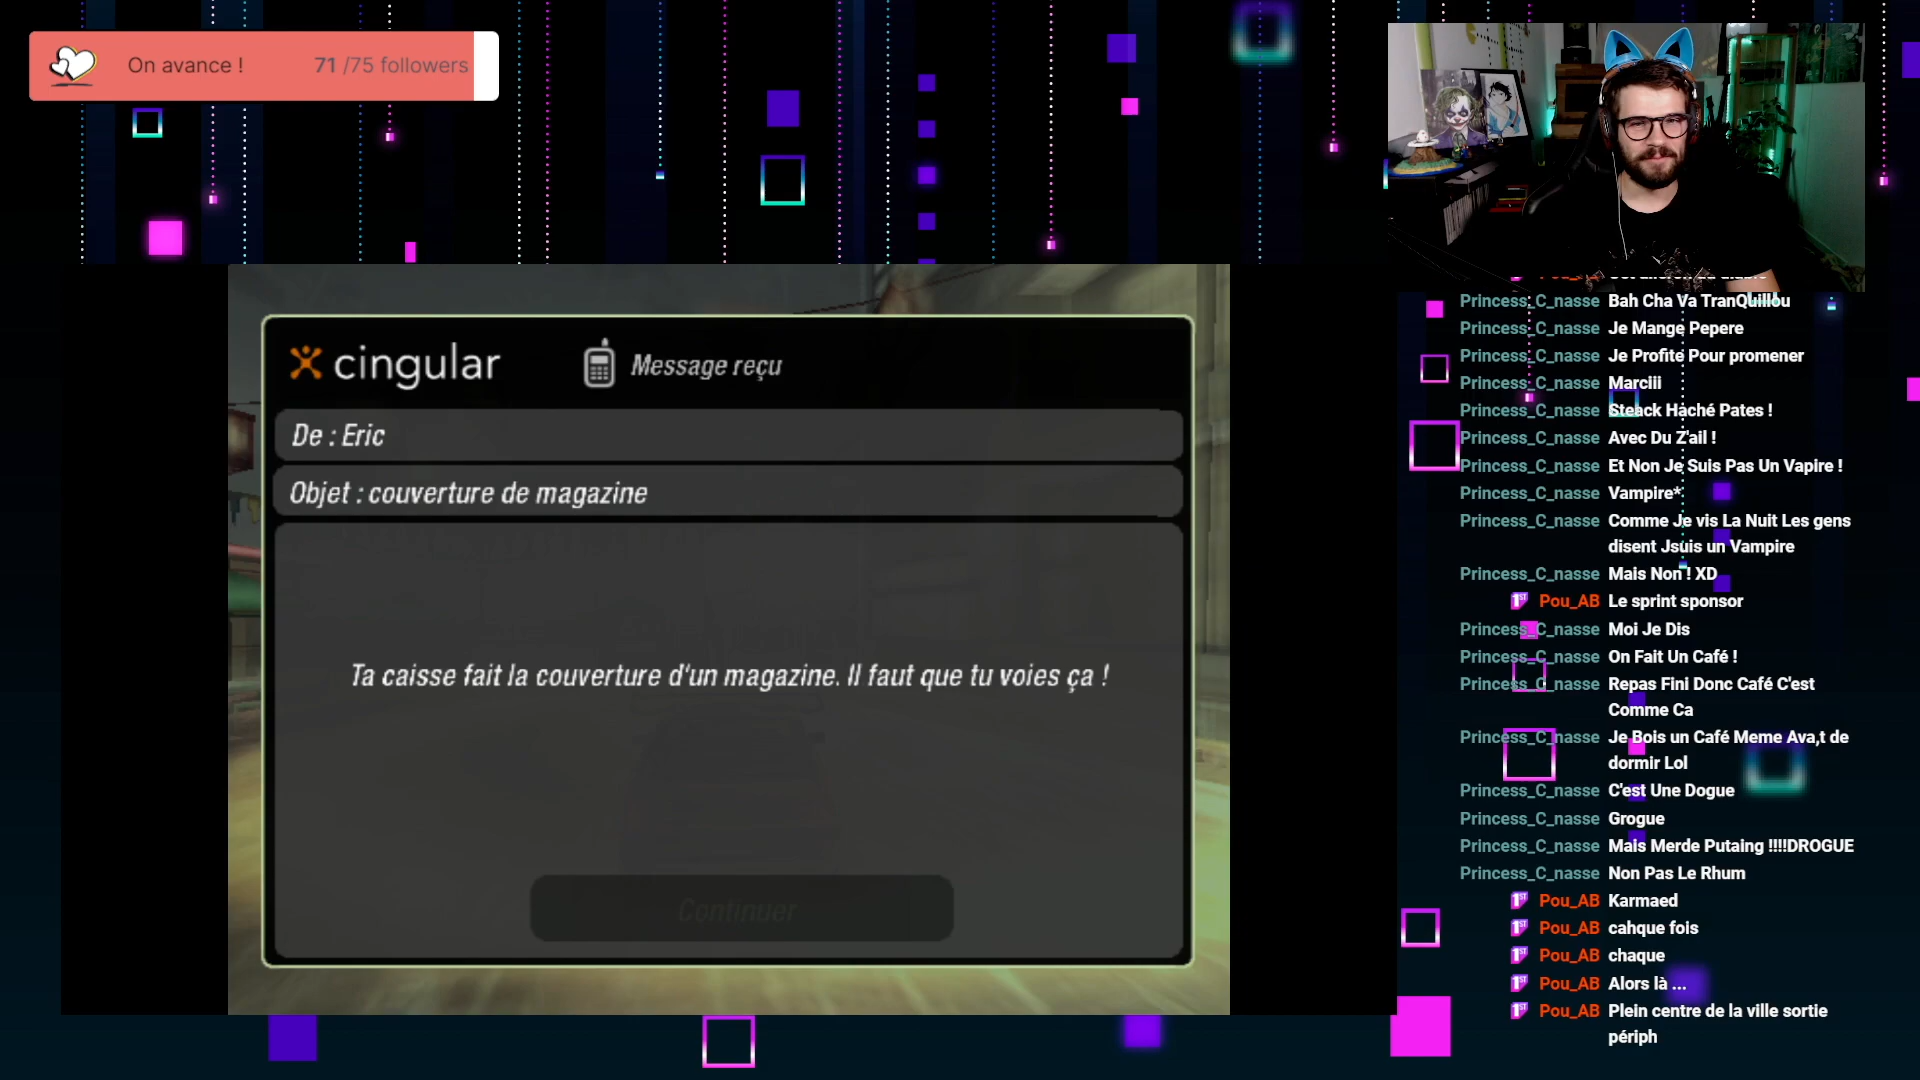 On avance ! 71 /75 followers
cingular Message reçu
De : Eric
Objet : couverture de magazine
Ta caisse fait la couverture d'un magazine. Il faut que tu voies ça !
Continuer
Princess_C_nasse Bah Cha Va TranQuillou
Princess_C_nasse Je Mange Pepere
Princess_C_nasse Je Profite Pour promener
Princess_C_nasse Marciii
Princess_C_nasse Steack Haché Pates !
Princess_C_nasse Avec Du Z'ail !
Princess_C_nasse Et Non Je Suis Pas Un Vapire !
Princess_C_nasse Vampire*
Princess_C_nasse Comme Je vis La Nuit Les gens
disent Jsuis un Vampire
Princess_C_nasse Mais Non ! XD
1ST Pou_AB Le sprint sponsor
Princess_C_nasse Moi Je Dis
Princess_C_nasse On Fait Un Café !
Princess_C_nasse Repas Fini Donc Café C'est
Comme Ca
Princess_C_nasse Je Bois un Café Meme Ava,t de
dormir Lol
Princess_C_nasse C'est Une Dogue
Princess_C_nasse Grogue
Princess_C_nasse Mais Merde Putaing !!!!DROGUE
Princess_C_nasse Non Pas Le Rhum
1ST Pou_AB Karmaed
1ST Pou_AB cahque fois
1ST Pou_AB chaque
1ST Pou_AB Alors là ...
1ST Pou_AB Plein centre de la ville sortie
périph